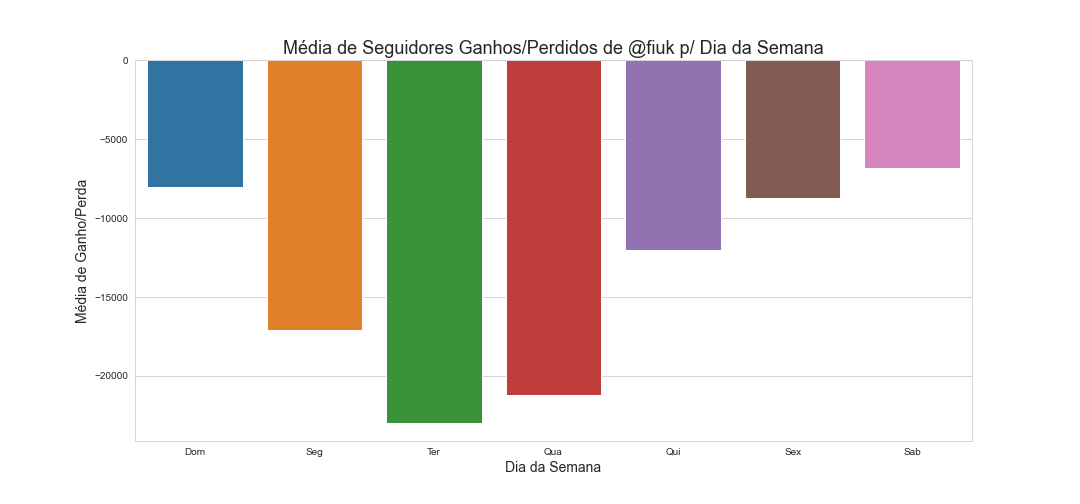 Média de Seguidores Ganhos/Perdidos de @fiuk p/ Dia da Semana
Média de Ganho/Perda
0
−5000
−10000
−15000
−20000
Dom Seg Ter Qua Qui Sex Sab
Dia da Semana